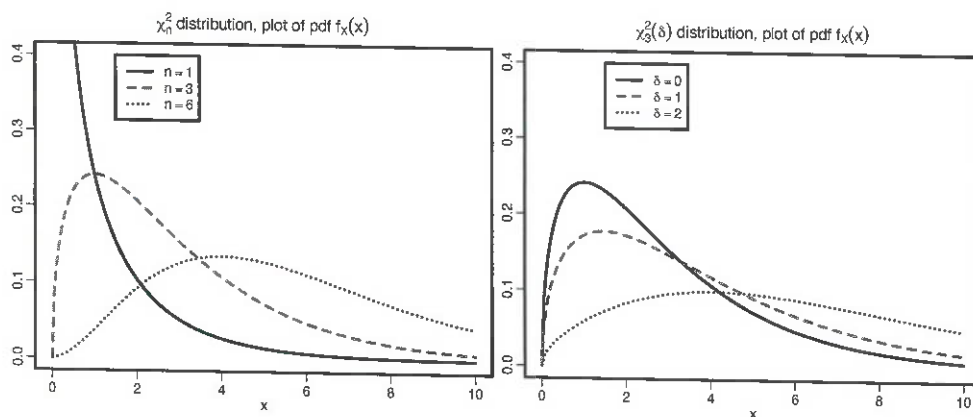 χ²ₙ distribution, plot of pdf fₓ(x)
n = 1
n = 3
n = 6
0.4
0.3
0.2
0.1
0.0
0 2 4 6 8 10
x
χ²₃(δ) distribution, plot of pdf fₓ(x)
δ = 0
δ = 1
δ = 2
0.4
0.3
0.2
0.1
0.0
0 2 4 6 8 10
x